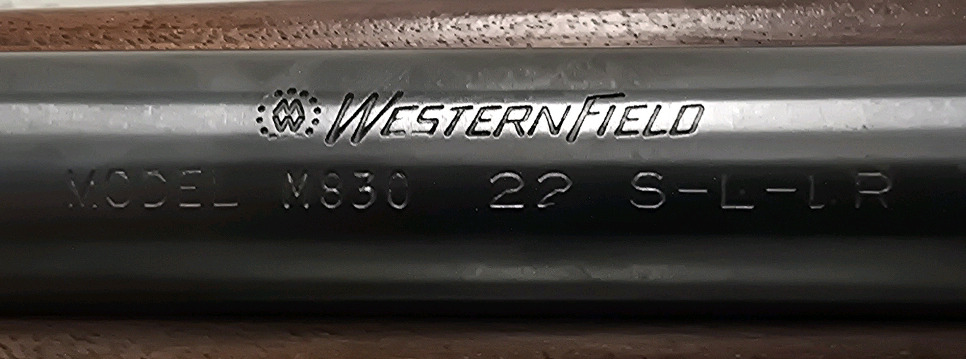 WESTERNFIELD
MODEL M830 22 S-L-LR